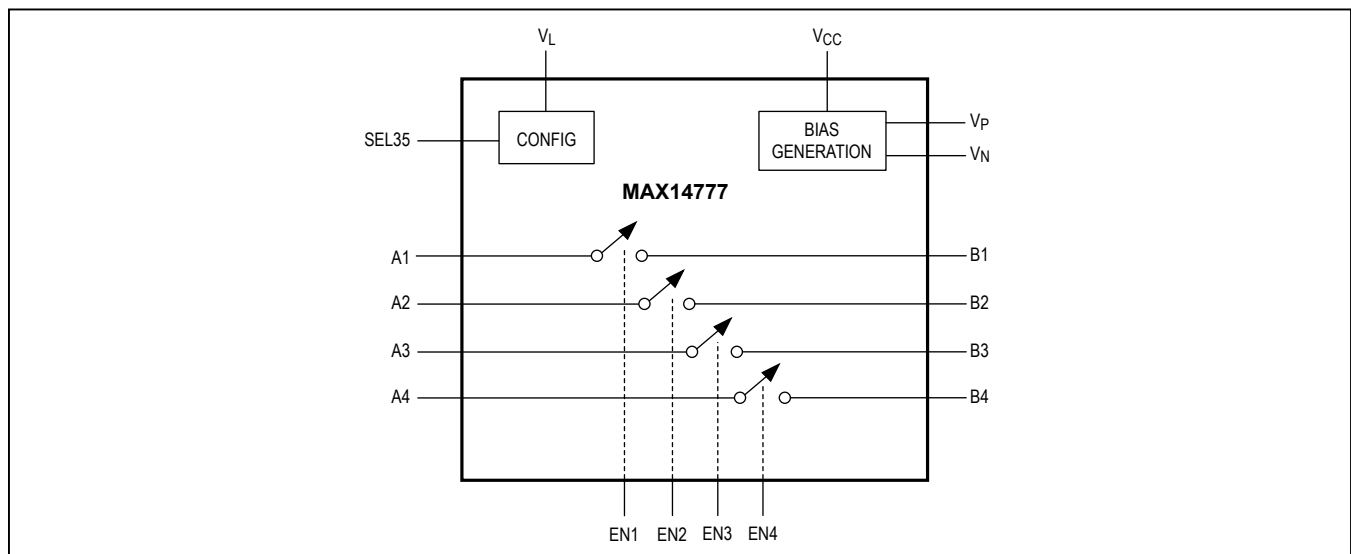 VL
VCC
SEL35
CONFIG
BIAS
GENERATION
VP
VN
MAX14777
A1
B1
A2
B2
A3
B3
A4
B4
EN1 EN2 EN3 EN4